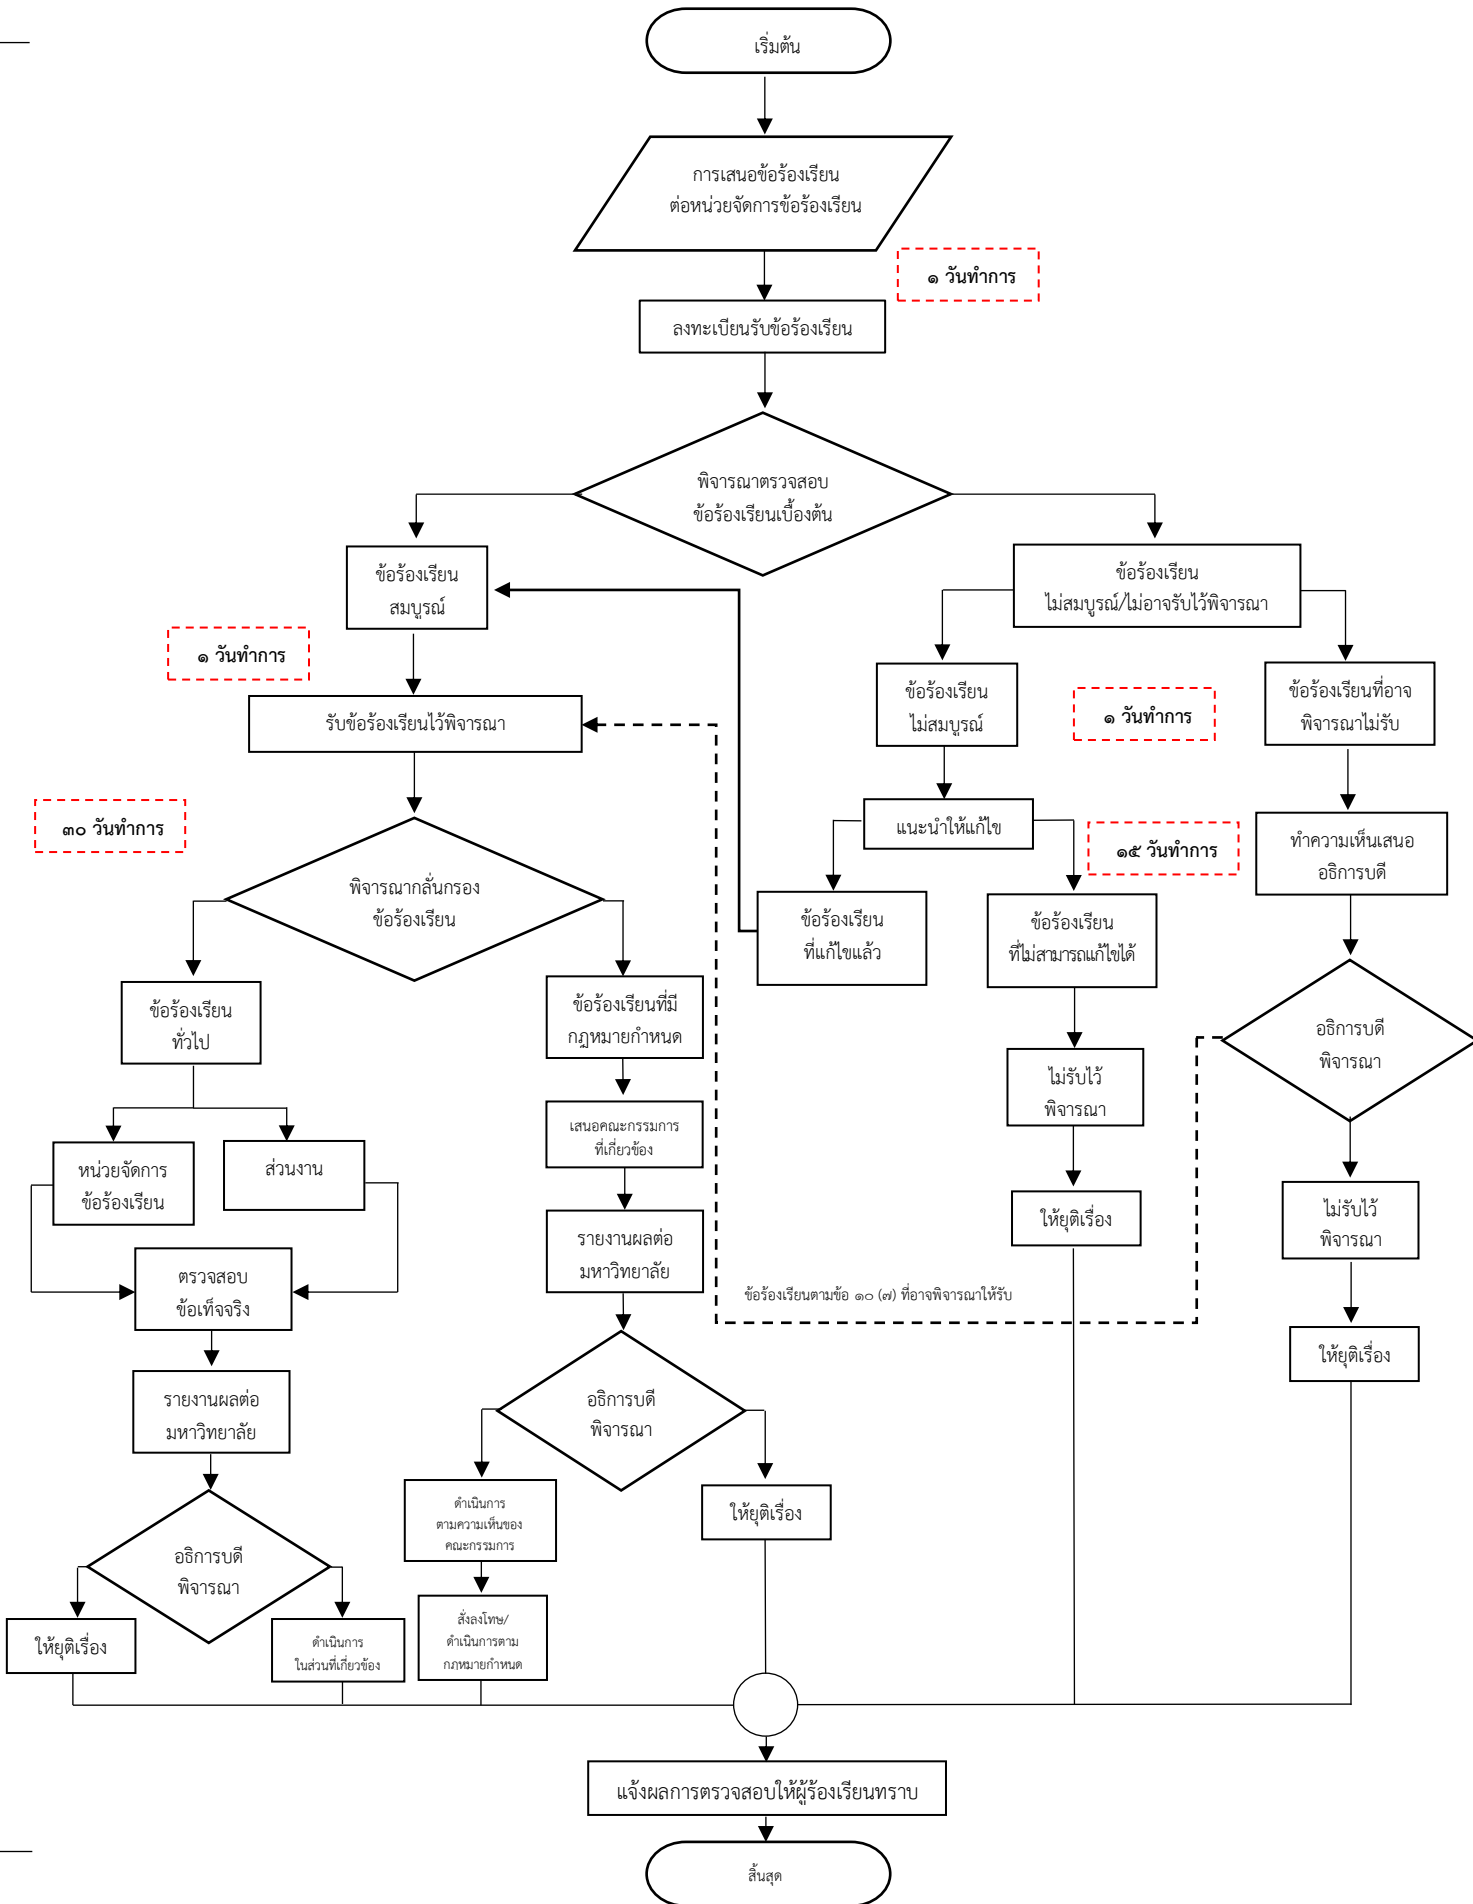 เริ่มต้น
การเสนอข้อร้องเรียน
ต่อหน่วยจัดการข้อร้องเรียน
๑ วันทำการ
ลงทะเบียนรับข้อร้องเรียน
พิจารณาตรวจสอบ
ข้อร้องเรียนเบื้องต้น
ข้อร้องเรียน
สมบูรณ์
ข้อร้องเรียน
ไม่สมบูรณ์/ไม่อาจรับไว้พิจารณา
๑ วันทำการ
รับข้อร้องเรียนไว้พิจารณา
ข้อร้องเรียน
ไม่สมบูรณ์
๑ วันทำการ
ข้อร้องเรียนที่อาจ
พิจารณาไม่รับ
๓๐ วันทำการ
แนะนำให้แก้ไข
๑๕ วันทำการ
ทำความเห็นเสนอ
อธิการบดี
พิจารณากลั่นกรอง
ข้อร้องเรียน
ข้อร้องเรียน
ที่แก้ไขแล้ว
ข้อร้องเรียน
ที่ไม่สามารถแก้ไขได้
ข้อร้องเรียน
ทั่วไป
ข้อร้องเรียนที่มี
กฎหมายกำหนด
อธิการบดี
พิจารณา
ไม่รับไว้
พิจารณา
เสนอคณะกรรมการ
ที่เกี่ยวข้อง
หน่วยจัดการ
ข้อร้องเรียน
ส่วนงาน
ให้ยุติเรื่อง
ไม่รับไว้
พิจารณา
รายงานผลต่อ
มหาวิทยาลัย
ตรวจสอบ
ข้อเท็จจริง
ข้อร้องเรียนตามข้อ ๑๐ (๗) ที่อาจพิจารณาให้รับ
ให้ยุติเรื่อง
รายงานผลต่อ
มหาวิทยาลัย
อธิการบดี
พิจารณา
ดำเนินการ
ตามความเห็นของ
คณะกรรมการ
ให้ยุติเรื่อง
อธิการบดี
พิจารณา
ให้ยุติเรื่อง
ดำเนินการ
ในส่วนที่เกี่ยวข้อง
สั่งลงโทษ/
ดำเนินการตาม
กฎหมายกำหนด
แจ้งผลการตรวจสอบให้ผู้ร้องเรียนทราบ
สิ้นสุด